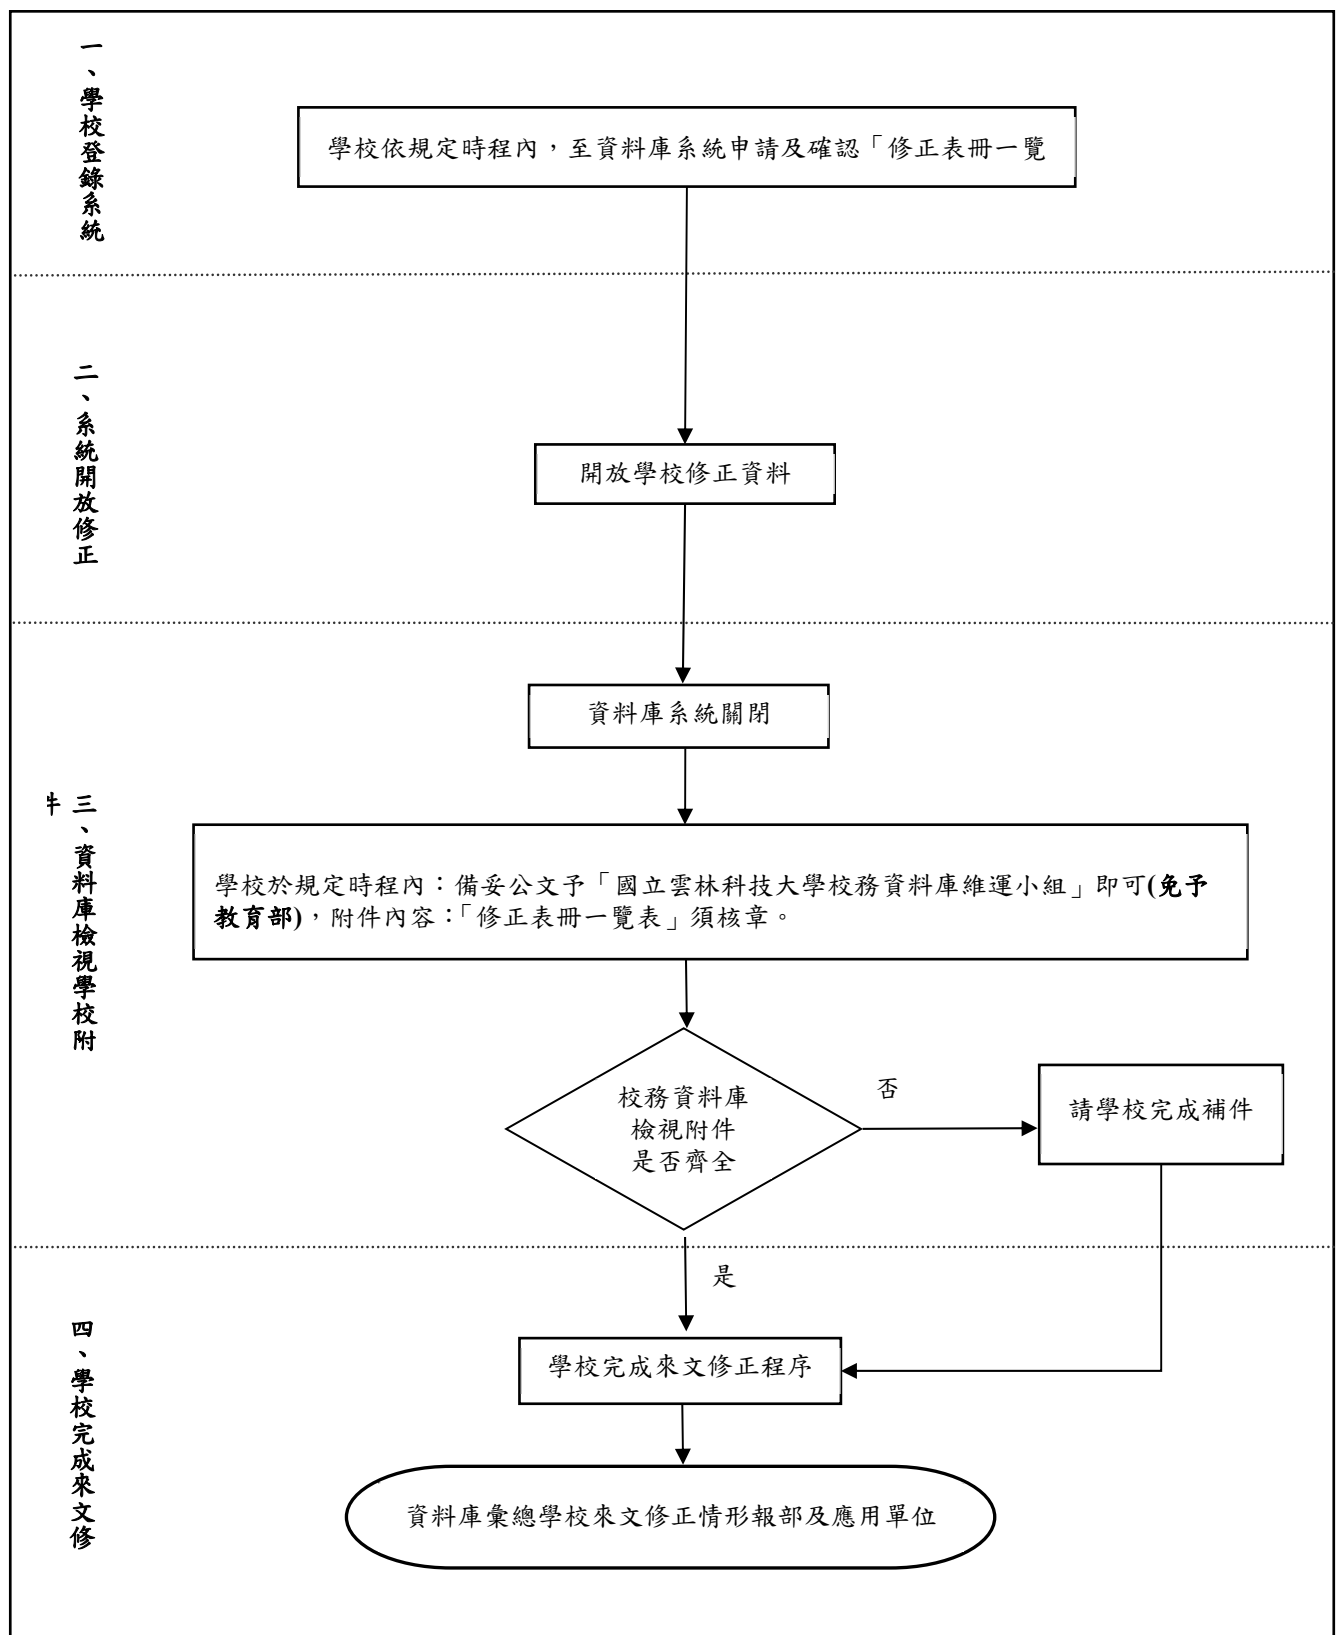 一、學校登錄系統
學校依規定時程內，至資料庫系統申請及確認「修正表冊一覽
二、系統開放修正
開放學校修正資料
資料庫系統關閉
三、資料庫檢視學校附
學校於規定時程內：備妥公文予「國立雲林科技大學校務資料庫維運小組」即可(免予
教育部)，附件內容：「修正表冊一覽表」須核章。
校務資料庫
檢視附件
是否齊全
否
請學校完成補件
是
四、學校完成來文修
學校完成來文修正程序
資料庫彙總學校來文修正情形報部及應用單位